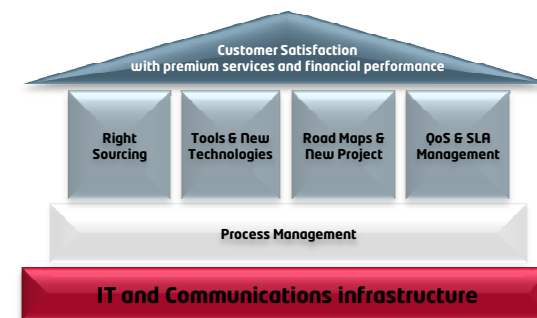 Customer Satisfaction
with premium services and financial performance
Right
Sourcing
Tools & New
Technologies
Road Maps &
New Project
QoS & SLA
Management
Process Management
IT and Communications infrastructure